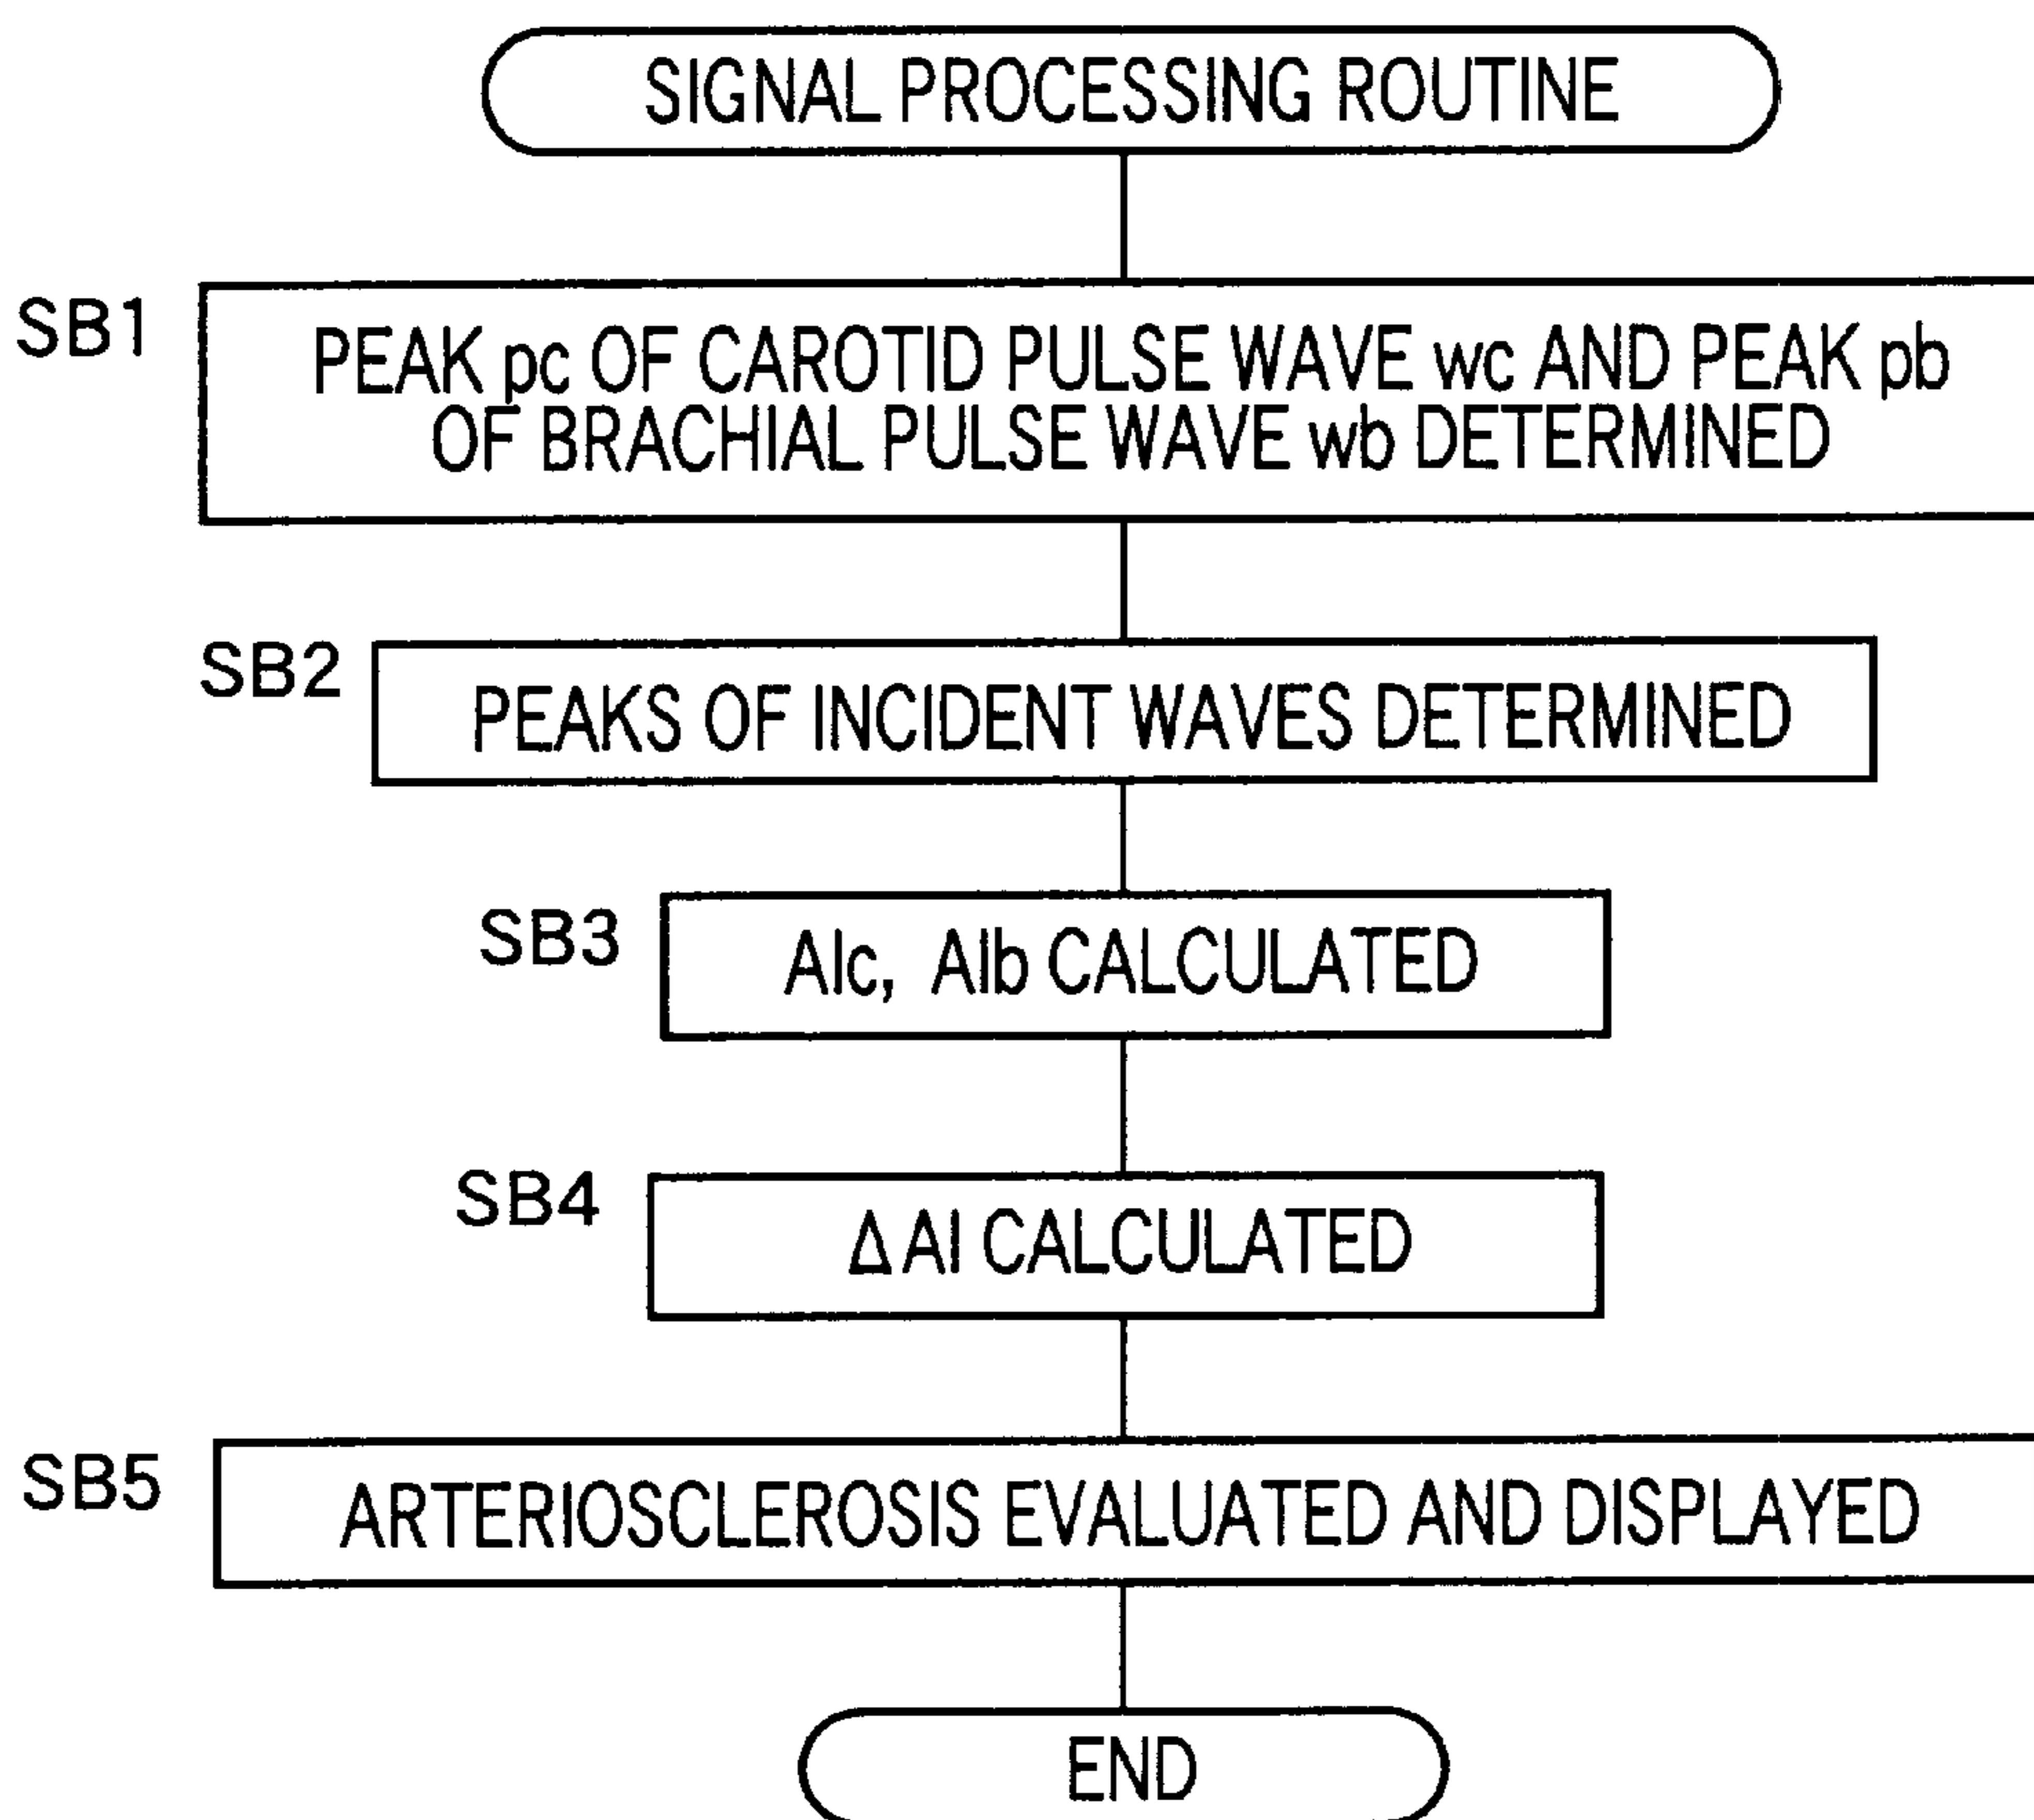 SIGNAL PROCESSING ROUTINE
SB1
PEAK pc OF CAROTID PULSE WAVE wc AND PEAK pb
OF BRACHIAL PULSE WAVE wb DETERMINED
SB2
PEAKS OF INCIDENT WAVES DETERMINED
SB3
AIc, AIb CALCULATED
SB4
Δ AI CALCULATED
SB5
ARTERIOSCLEROSIS EVALUATED AND DISPLAYED
END